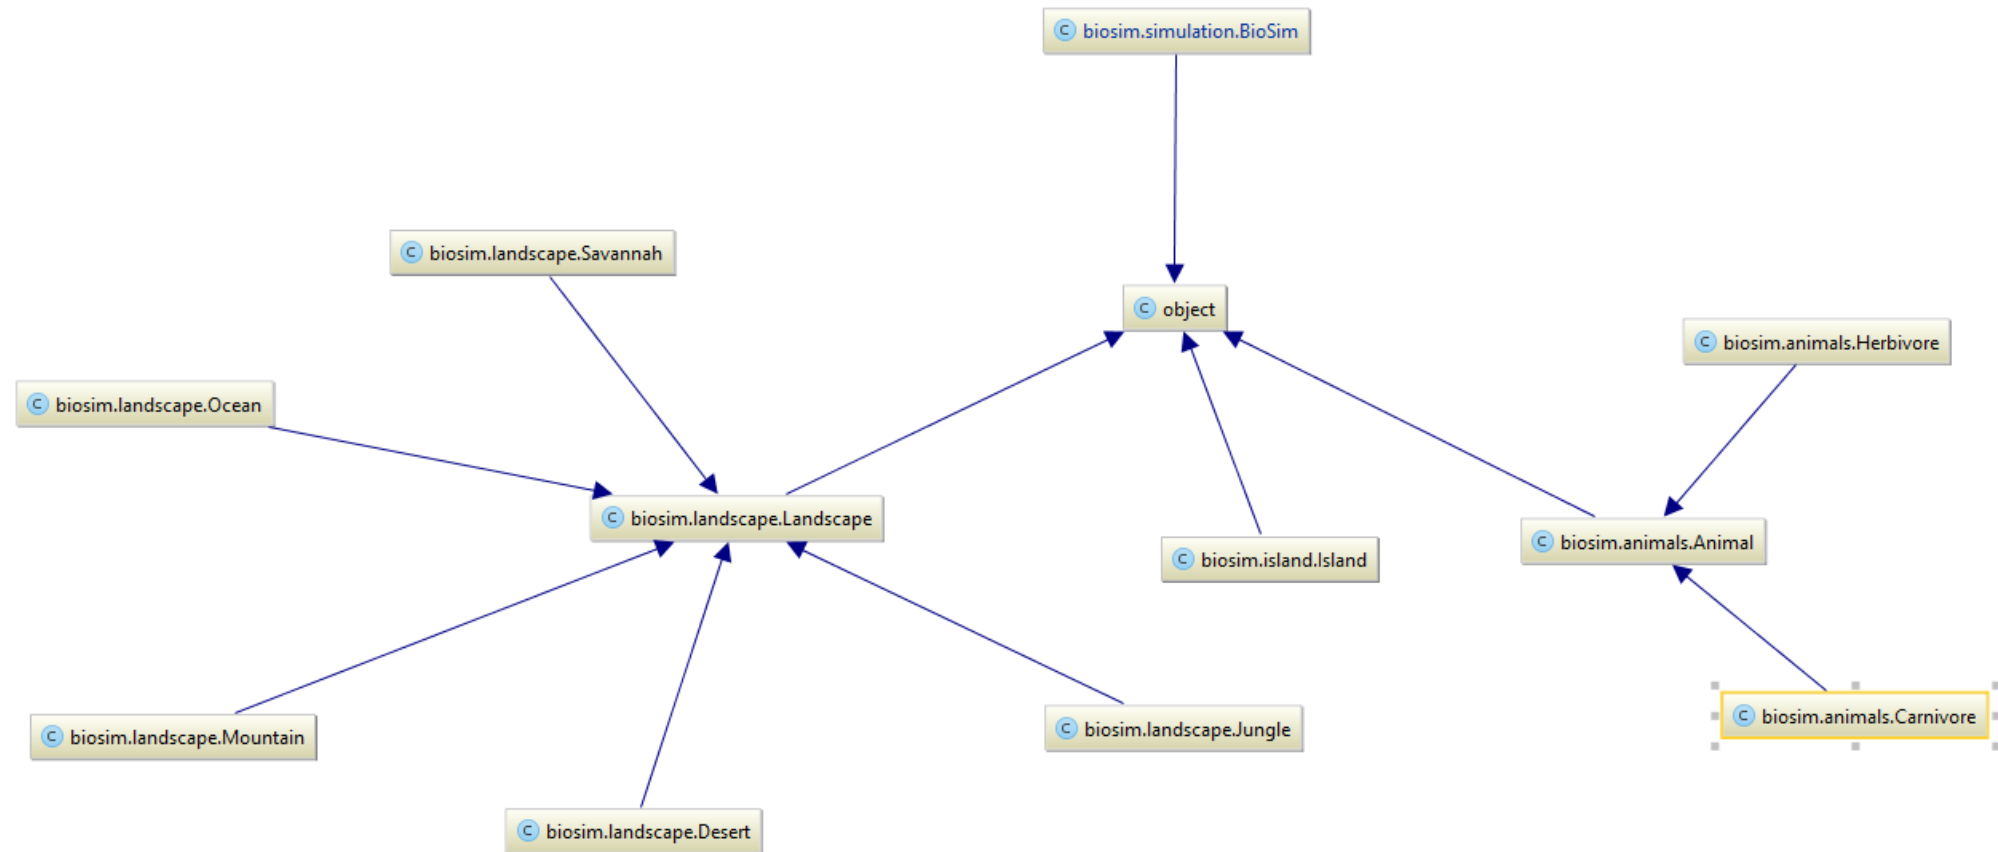 C biosim.simulation.BioSim
C biosim.landscape.Savannah
C object
C biosim.animals.Herbivore
C biosim.landscape.Ocean
C biosim.landscape.Landscape
C biosim.island.Island
C biosim.animals.Animal
C biosim.landscape.Mountain
C biosim.landscape.Jungle
C biosim.animals.Carnivore
C biosim.landscape.Desert